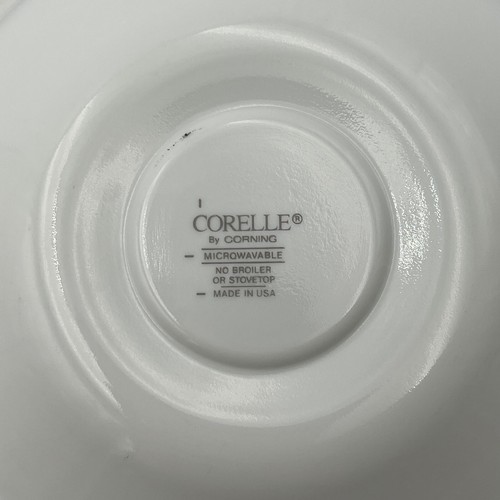 CORELLE®
By CORNING
MICROWAVABLE
NO BROILER
OR STOVETOP
MADE IN USA